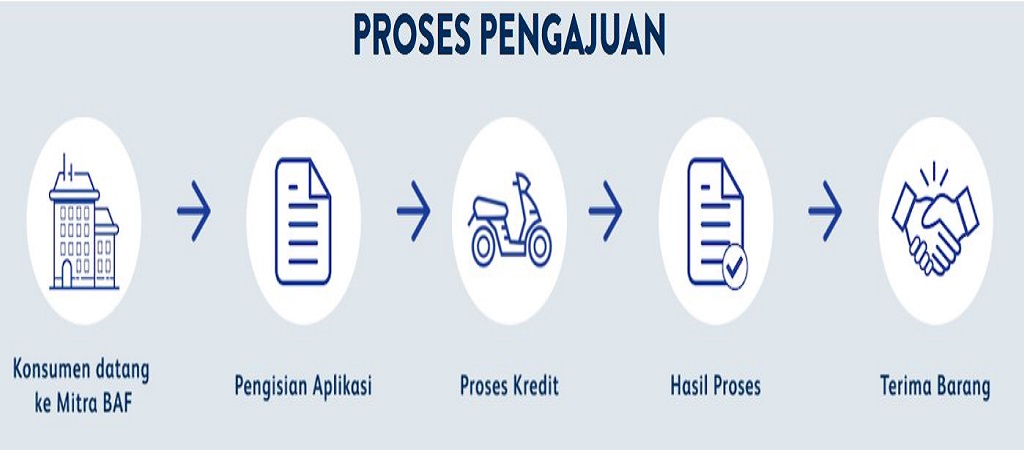 PROSES PENGAJUAN
Konsumen datang
ke Mitra BAF
Pengisian Aplikasi
Proses Kredit
Hasil Proses
Terima Barang